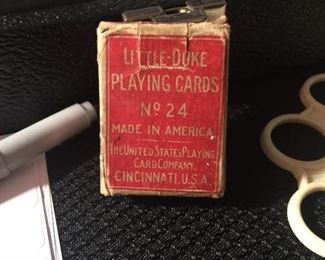 LITTLE-DUKE
PLAYING CARDS
No 24
MADE IN AMERICA.
THE UNITED STATES PLAYING
CARD COMPANY,
CINCINNATI, U.S.A.